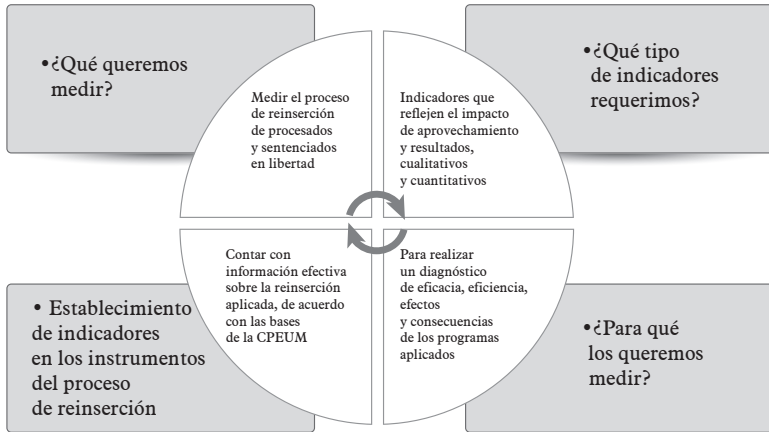 •¿Qué queremos
medir?
Medir el proceso
de reinserción
de procesados
y sentenciados
en libertad
Indicadores que
reflejen el impacto
de aprovechamiento
y resultados,
cualitativos
y cuantitativos
•¿Qué tipo
de indicadores
requerimos?
• Establecimiento
de indicadores
en los instrumentos
del proceso
de reinserción
Contar con
información efectiva
sobre la reinserción
aplicada, de acuerdo
con las bases
de la CPEUM
Para realizar
un diagnóstico
de eficacia, eficiencia,
efectos
y consecuencias
de los programas
aplicados
•¿Para qué
los queremos
medir?